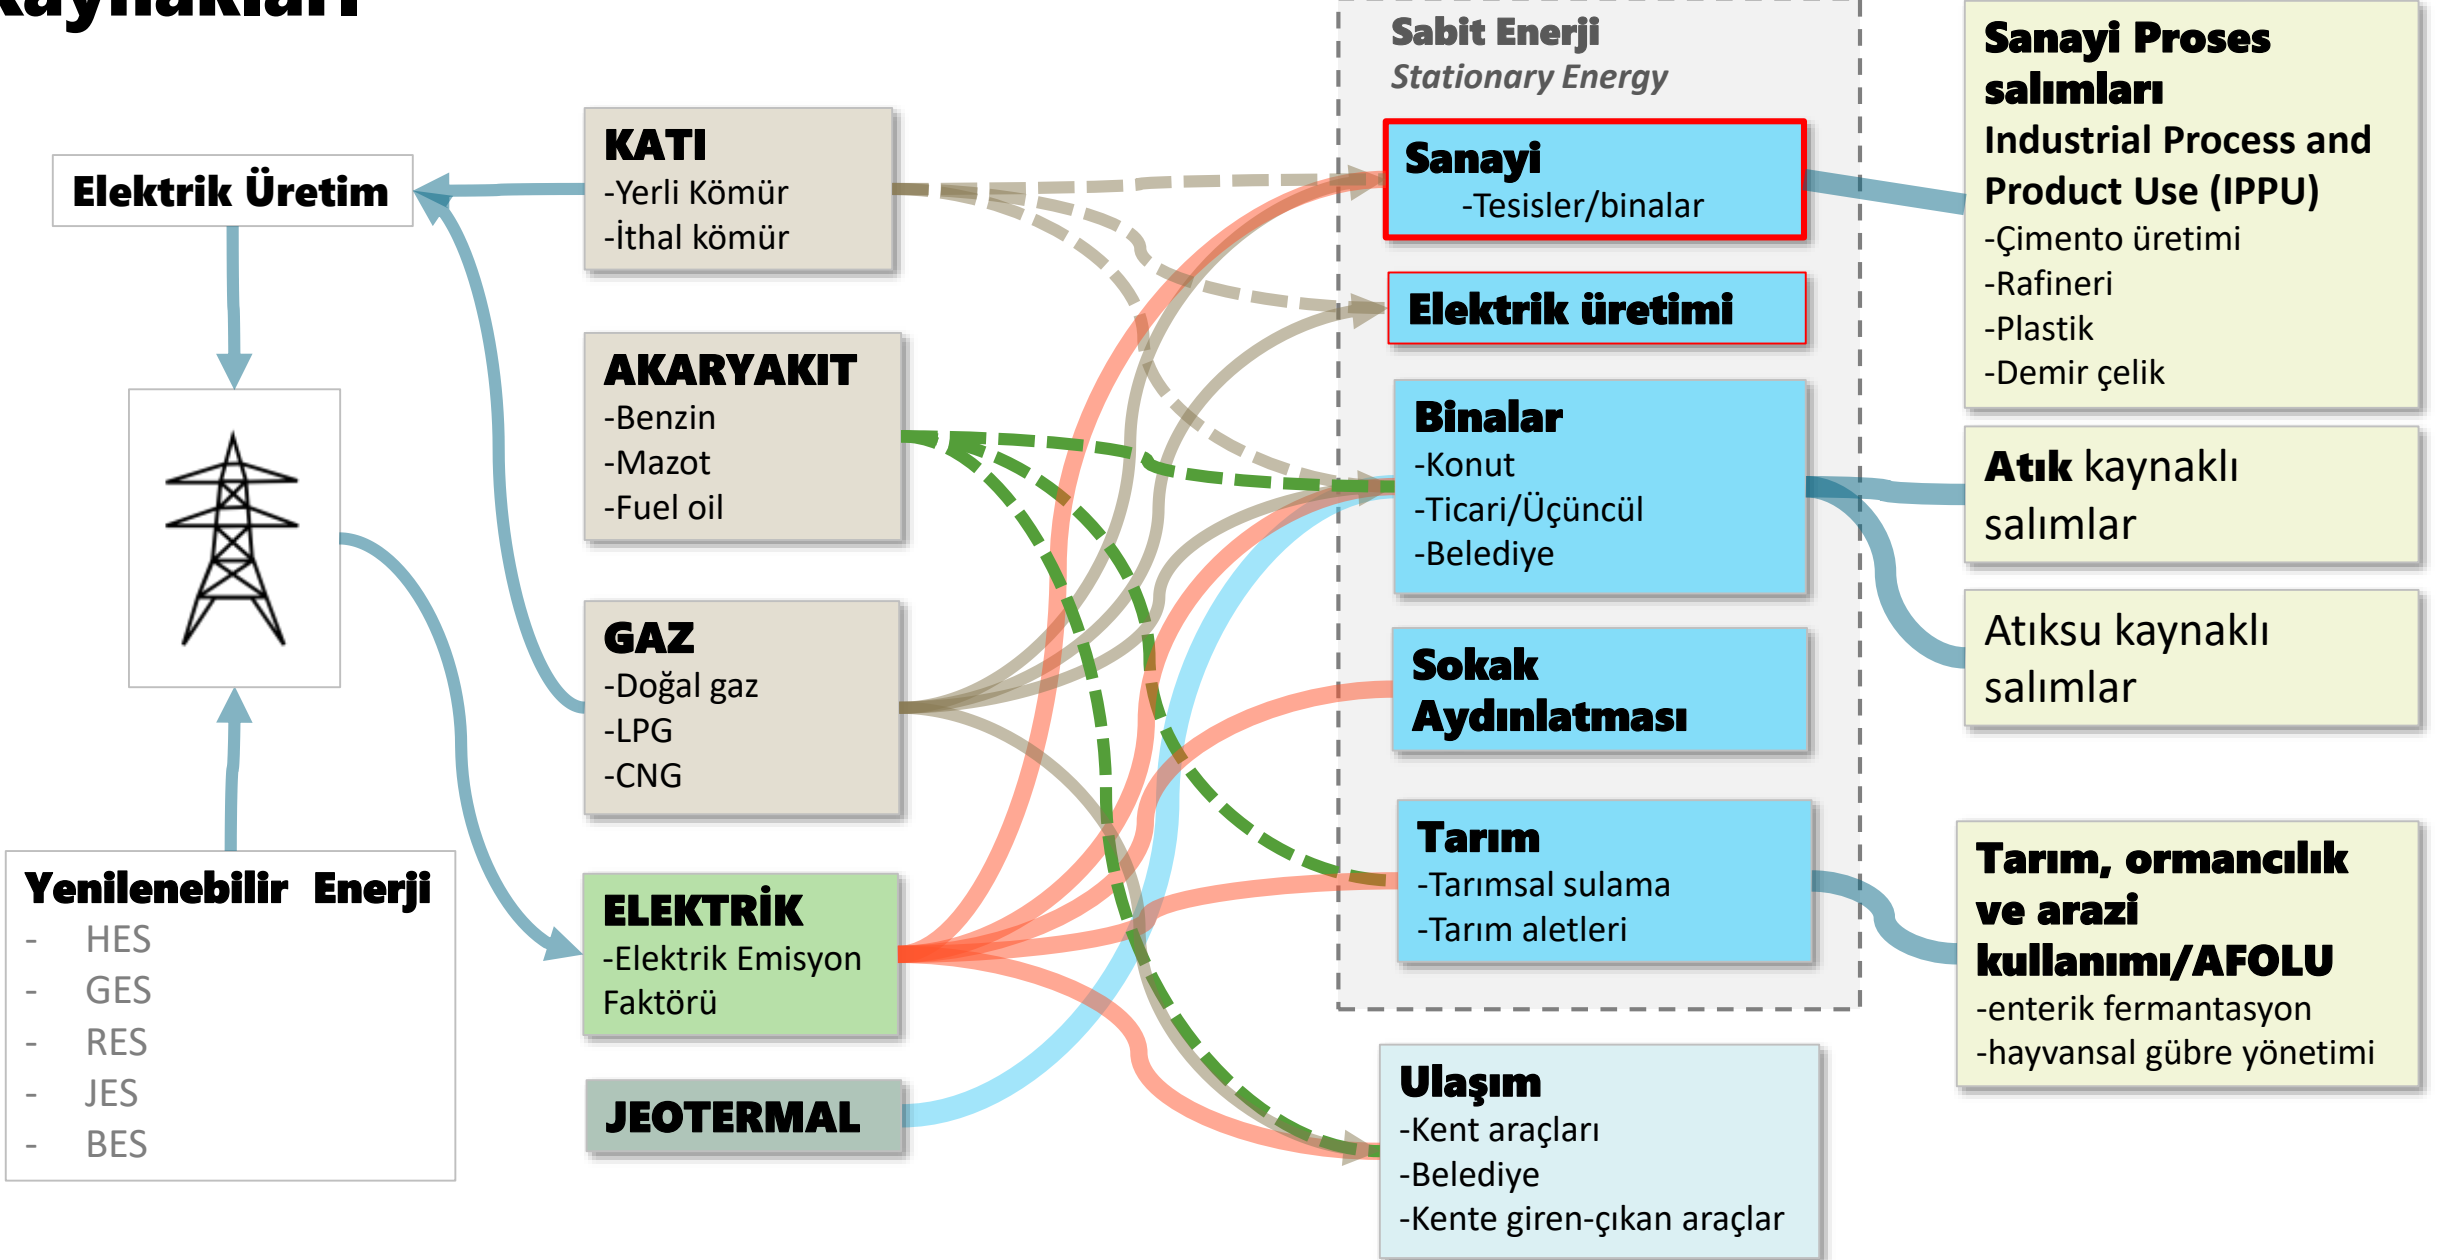 kaynakları
Elektrik Üretim
Yenilenebilir Enerji
- HES
- GES
- RES
- JES
- BES
KATI
-Yerli Kömür
-İthal kömür
AKARYAKIT
-Benzin
-Mazot
-Fuel oil
GAZ
-Doğal gaz
-LPG
-CNG
ELEKTRİK
-Elektrik Emisyon
Faktörü
JEOTERMAL
Sabit Enerji
Stationary Energy
Sanayi
-Tesisler/binalar
Elektrik üretimi
Binalar
-Konut
-Ticari/Üçüncül
-Belediye
Sokak
Aydınlatması
Tarım
-Tarımsal sulama
-Tarım aletleri
Ulaşım
-Kent araçları
-Belediye
-Kente giren-çıkan araçlar
Sanayi Proses
salımları
Industrial Process and
Product Use (IPPU)
-Çimento üretimi
-Rafineri
-Plastik
-Demir çelik
Atık kaynaklı
salımlar
Atıksu kaynaklı
salımlar
Tarım, ormancılık
ve arazi
kullanımı/AFOLU
-enterik fermantasyon
-hayvansal gübre yönetimi